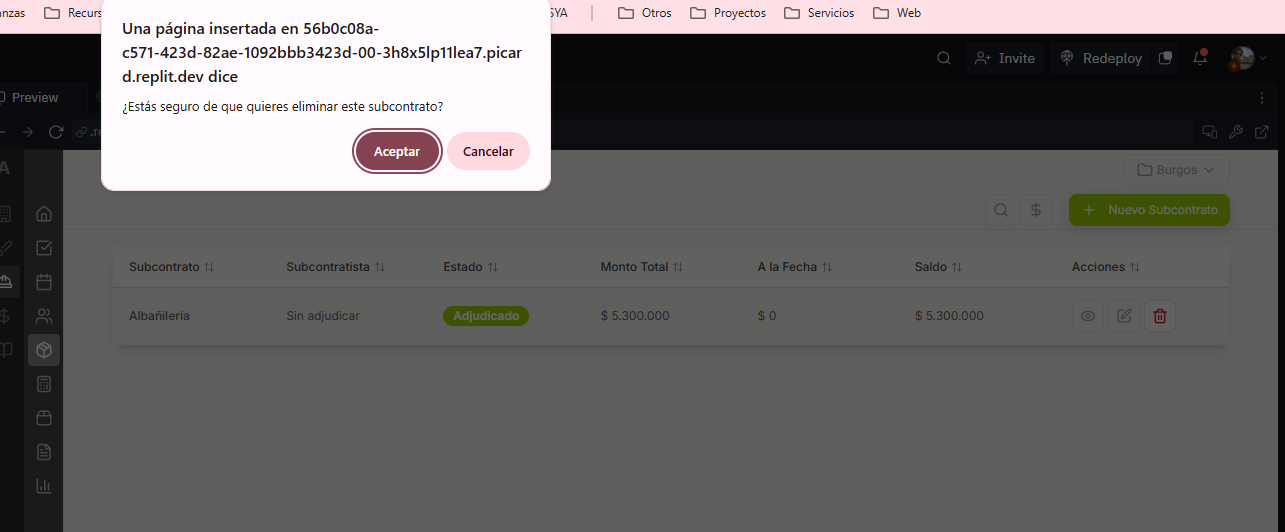 anzas
Recurs
SYA
Otros
Proyectos
Servicios
Web
Una página insertada en 56b0c08a-
c571-423d-82ae-1092bbb3423d-00-3h8x5lp11lea7.picar
d.replit.dev dice
¿Estás seguro de que quieres eliminar este subcontrato?
Aceptar
Cancelar
Invite
Redeploy
Preview
.re
A
Burgos
$
+ Nuevo Subcontrato
Subcontrato Subcontratista Estado Monto Total A la Fecha Saldo Acciones
Albañilería Sin adjudicar Adjudicado $ 5.300.000 $ 0 $ 5.300.000